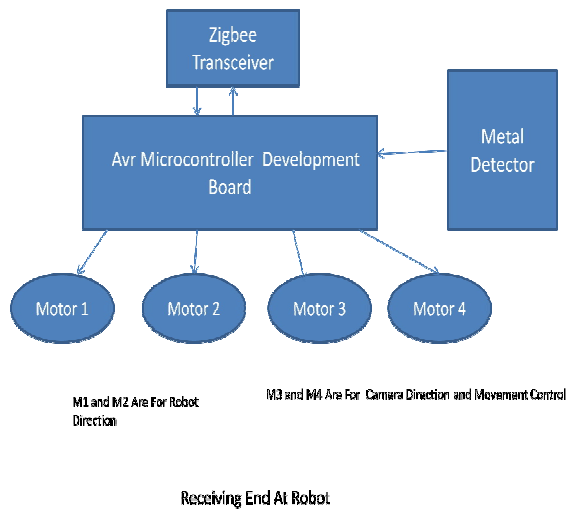 Zigbee
Transceiver
Avr Microcontroller Development
Board
Metal
Detector
Motor 1
Motor 2
Motor 3
Motor 4
M1 and M2 Are For Robot
Direction
M3 and M4 Are For Camera Direction and Movement Control
Receiving End At Robot